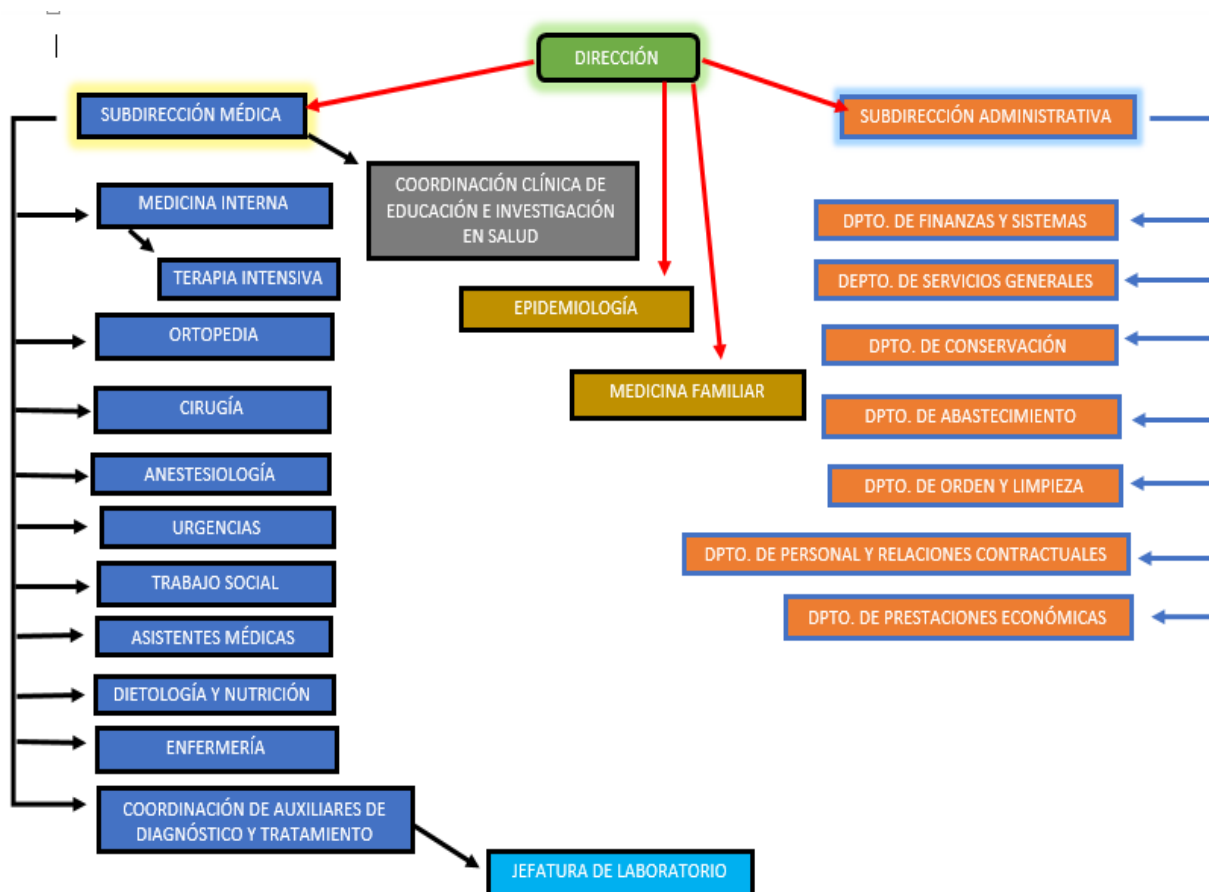 DIRECCIÓN
SUBDIRECCIÓN MÉDICA
SUBDIRECCIÓN ADMINISTRATIVA
COORDINACIÓN CLÍNICA DE
EDUCACIÓN E INVESTIGACIÓN
EN SALUD
MEDICINA INTERNA
TERAPIA INTENSIVA
ORTOPEDIA
CIRUGÍA
ANESTESIOLOGÍA
URGENCIAS
TRABAJO SOCIAL
ASISTENTES MÉDICAS
DIETOLOGÍA Y NUTRICIÓN
ENFERMERÍA
COORDINACIÓN DE AUXILIARES DE
DIAGNÓSTICO Y TRATAMIENTO
JEFATURA DE LABORATORIO
EPIDEMIOLOGÍA
MEDICINA FAMILIAR
DPTO. DE FINANZAS Y SISTEMAS
DEPTO. DE SERVICIOS GENERALES
DPTO. DE CONSERVACIÓN
DPTO. DE ABASTECIMIENTO
DPTO. DE ORDEN Y LIMPIEZA
DPTO. DE PERSONAL Y RELACIONES CONTRACTUALES
DPTO. DE PRESTACIONES ECONÓMICAS